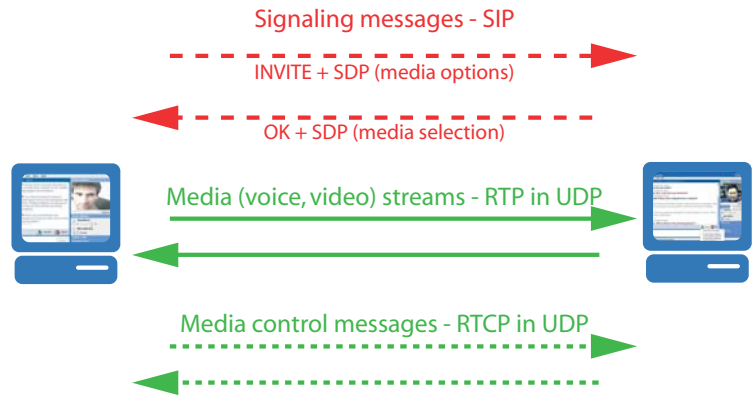 Signaling messages - SIP
INVITE + SDP (media options)
OK + SDP (media selection)
Media (voice, video) streams - RTP in UDP
Media control messages - RTCP in UDP